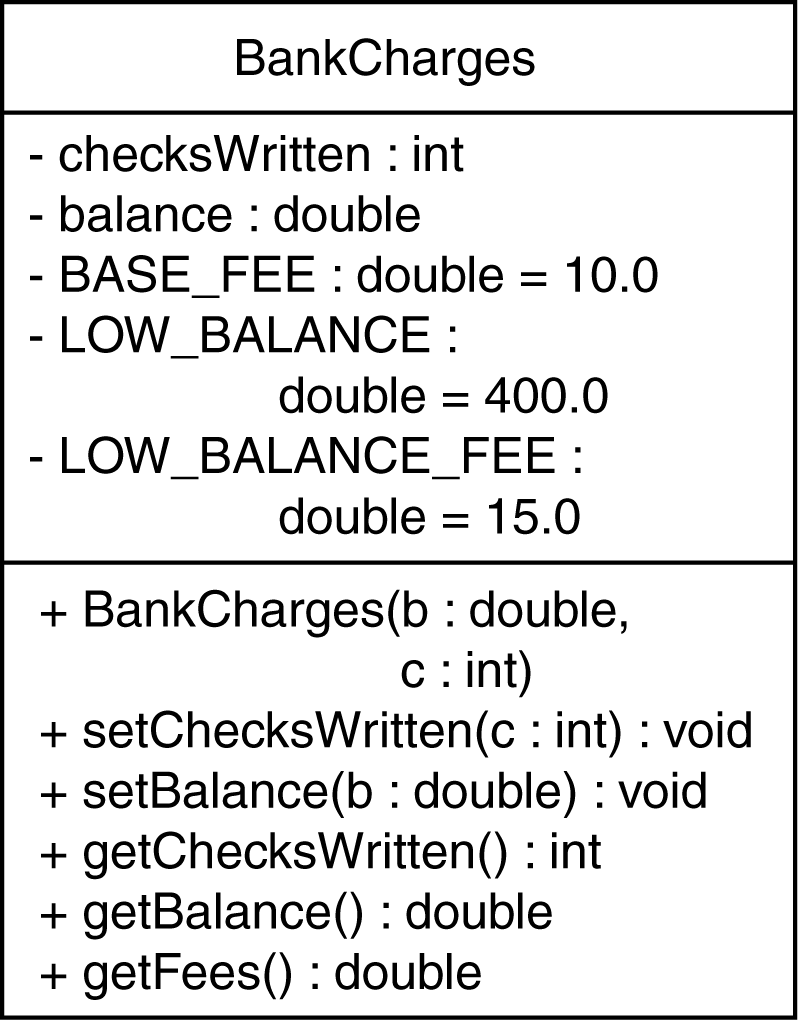 BankCharges
- checksWritten : int
- balance : double
- BASE_FEE : double = 10.0
- LOW_BALANCE :
double = 400.0
- LOW_BALANCE_FEE :
double = 15.0
+ BankCharges(b : double,
c : int)
+ setChecksWritten(c : int) : void
+ setBalance(b : double) : void
+ getChecksWritten() : int
+ getBalance() : double
+ getFees() : double